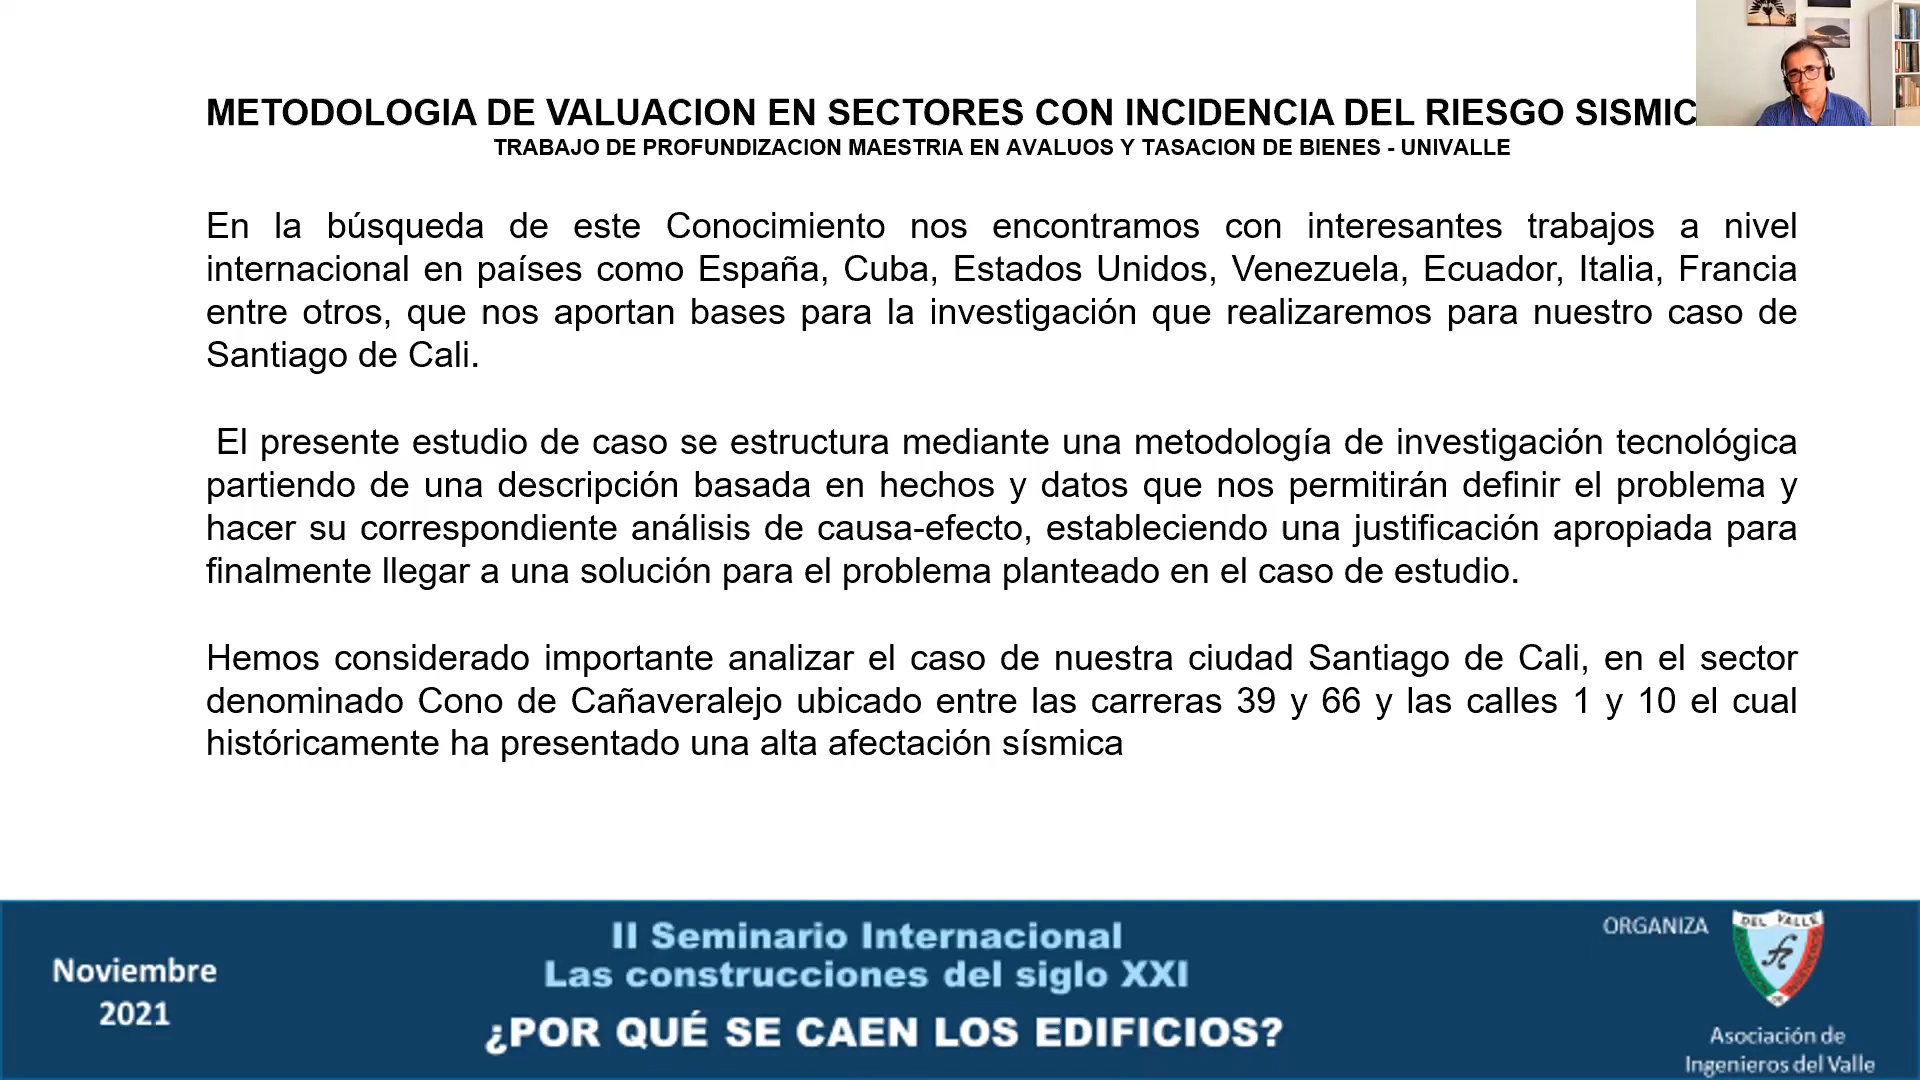 METODOLOGIA DE VALUACION EN SECTORES CON INCIDENCIA DEL RIESGO SISMIC
TRABAJO DE PROFUNDIZACION MAESTRIA EN AVALUOS Y TASACION DE BIENES - UNIVALLE
En la búsqueda de este Conocimiento nos encontramos con interesantes trabajos a nivel
internacional en países como España, Cuba, Estados Unidos, Venezuela, Ecuador, Italia, Francia
entre otros, que nos aportan bases para la investigación que realizaremos para nuestro caso de
Santiago de Cali.
El presente estudio de caso se estructura mediante una metodología de investigación tecnológica
partiendo de una descripción basada en hechos y datos que nos permitirán definir el problema y
hacer su correspondiente análisis de causa-efecto, estableciendo una justificación apropiada para
finalmente llegar a una solución para el problema planteado en el caso de estudio.
Hemos considerado importante analizar el caso de nuestra ciudad Santiago de Cali, en el sector
denominado Cono de Cañaveralejo ubicado entre las carreras 39 y 66 y las calles 1 y 10 el cual
históricamente ha presentado una alta afectación sísmica
Noviembre
2021
II Seminario Internacional
Las construcciones del siglo XXI
¿POR QUÉ SE CAEN LOS EDIFICIOS?
ORGANIZA
DEL VALLE
Asociación de
Ingenieros del Valle